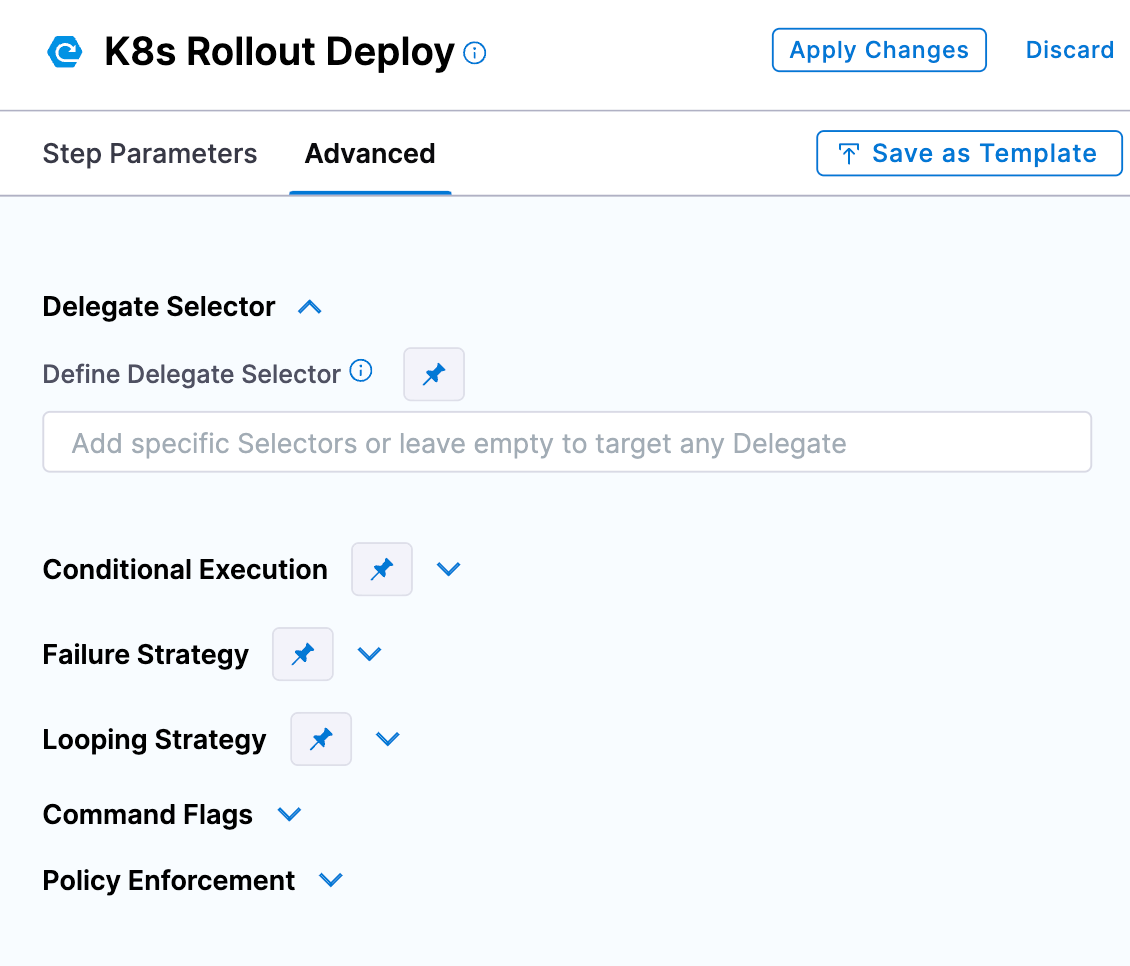 K8s Rollout Deploy
Apply Changes
Discard
Step Parameters
Advanced
Save as Template
Delegate Selector
Define Delegate Selector
Add specific Selectors or leave empty to target any Delegate
Conditional Execution
Failure Strategy
Looping Strategy
Command Flags
Policy Enforcement